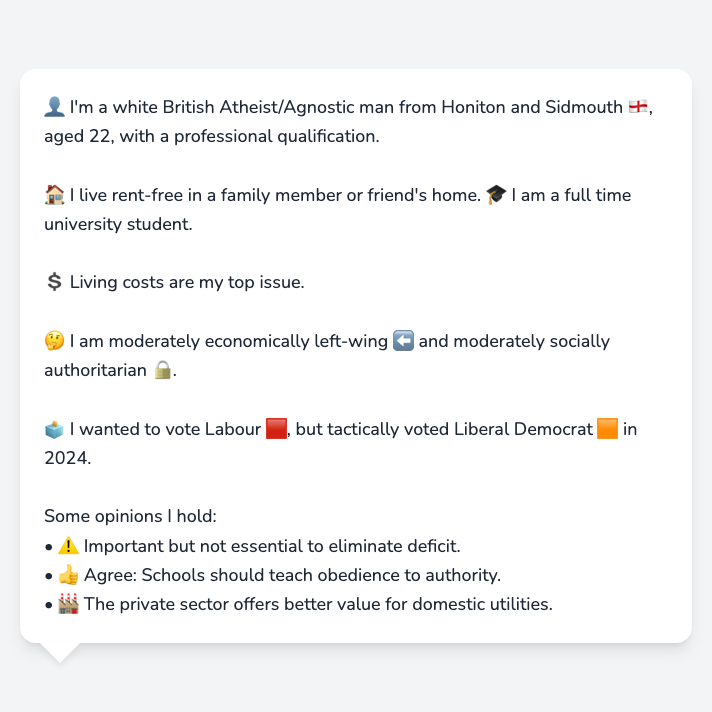 👤 I'm a white British Atheist/Agnostic man from Honiton and Sidmouth 🏴󠁧󠁢󠁥󠁮󠁧󠁿,
aged 22, with a professional qualification.
🏠 I live rent-free in a family member or friend's home. 🎓 I am a full time
university student.
💲 Living costs are my top issue.
🤔 I am moderately economically left-wing ⬅️ and moderately socially
authoritarian 🔒.
🗳️ I wanted to vote Labour 🟥, but tactically voted Liberal Democrat 🟧 in
2024.
Some opinions I hold:
• ⚠️ Important but not essential to eliminate deficit.
• 👍 Agree: Schools should teach obedience to authority.
• 🏭 The private sector offers better value for domestic utilities.